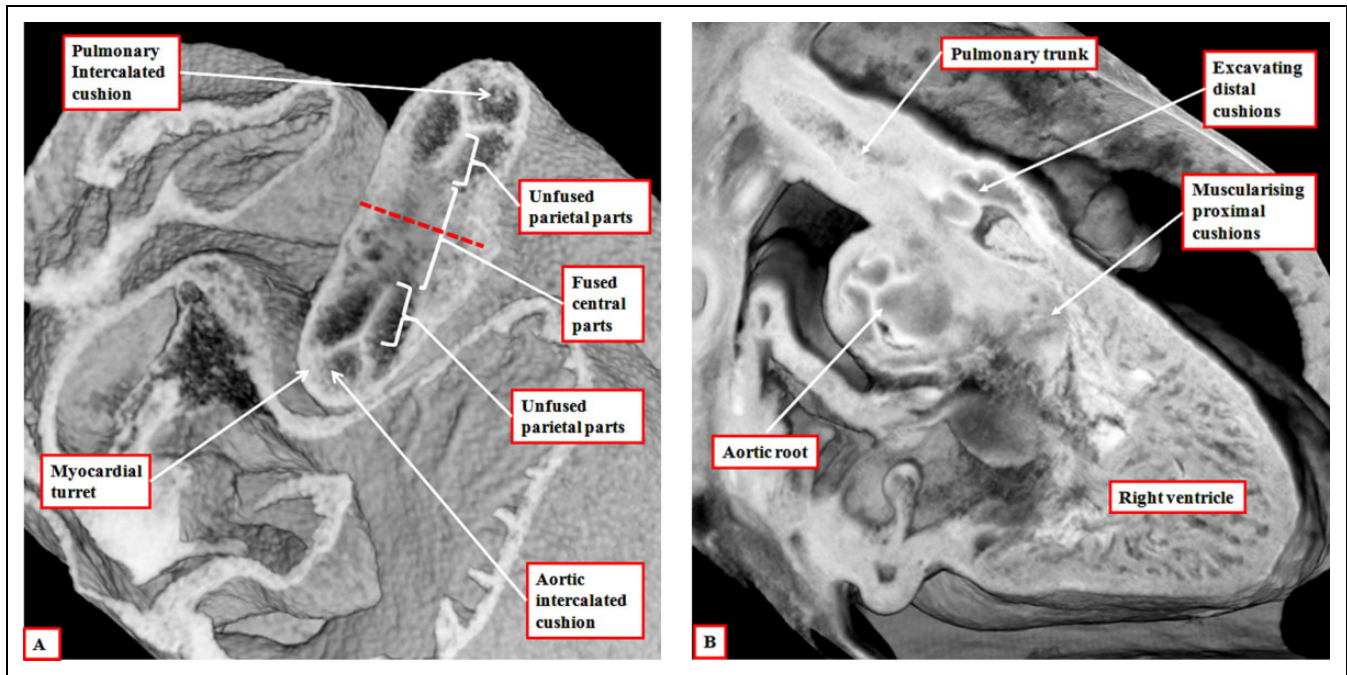 Pulmonary
Intercalated
cushion
Unfused
parietal parts
Fused
central
parts
Unfused
parietal parts
Myocardial
turret
Aortic
intercalated
cushion
A
Pulmonary trunk
Excavating
distal
cushions
Muscularising
proximal
cushions
Aortic root
Right ventricle
B